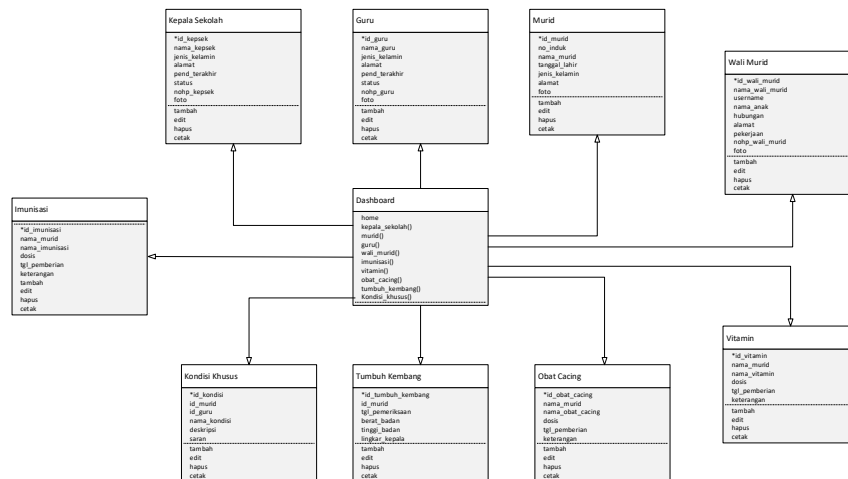 Kepala Sekolah
*id_kepsek
nama_kepsek
jenis_kelamin
alamat
pend_terakhir
status
nohp_kepsek
foto
tambah
edit
hapus
cetak
Guru
*id_guru
nama_guru
jenis_kelamin
alamat
pend_terakhir
status
nohp_guru
foto
tambah
edit
hapus
cetak
Murid
*id_murid
no_induk
nama_murid
tanggal_lahir
jenis_kelamin
alamat
foto
tambah
edit
hapus
cetak
Wali Murid
*id_wali_murid
nama_wali_murid
username
nama_anak
hubungan
alamat
pekerjaan
nohp_wali_murid
foto
tambah
edit
hapus
cetak
Imunisasi
*id_imunisasi
nama_murid
nama_imunisasi
dosis
tgl_pemberian
keterangan
tambah
edit
hapus
cetak
Dashboard
home
kepala_sekolah()
murid()
guru()
wali_murid()
imunisasi()
vitamin()
obat_cacing()
tumbuh_kembang()
Kondisi_khusus()
Kondisi Khusus
*id_kondisi
id_murid
id_guru
nama_kondisi
deskripsi
saran
tambah
edit
hapus
cetak
Tumbuh Kembang
*id_tumbuh_kembang
id_murid
tgl_pemeriksaan
berat_badan
tinggi_badan
lingkar_kepala
tambah
edit
hapus
cetak
Obat Cacing
*id_obat_cacing
nama_murid
nama_obat_cacing
dosis
tgl_pemberian
keterangan
tambah
edit
hapus
cetak
Vitamin
*id_vitamin
nama_murid
nama_vitamin
dosis
tgl_pemberian
keterangan
tambah
edit
hapus
cetak